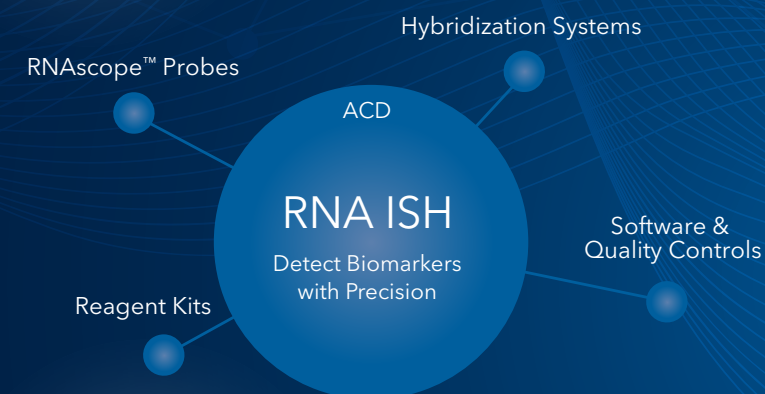 Hybridization Systems
RNAscope™ Probes
ACD
RNA ISH
Detect Biomarkers
with Precision
Software &
Quality Controls
Reagent Kits